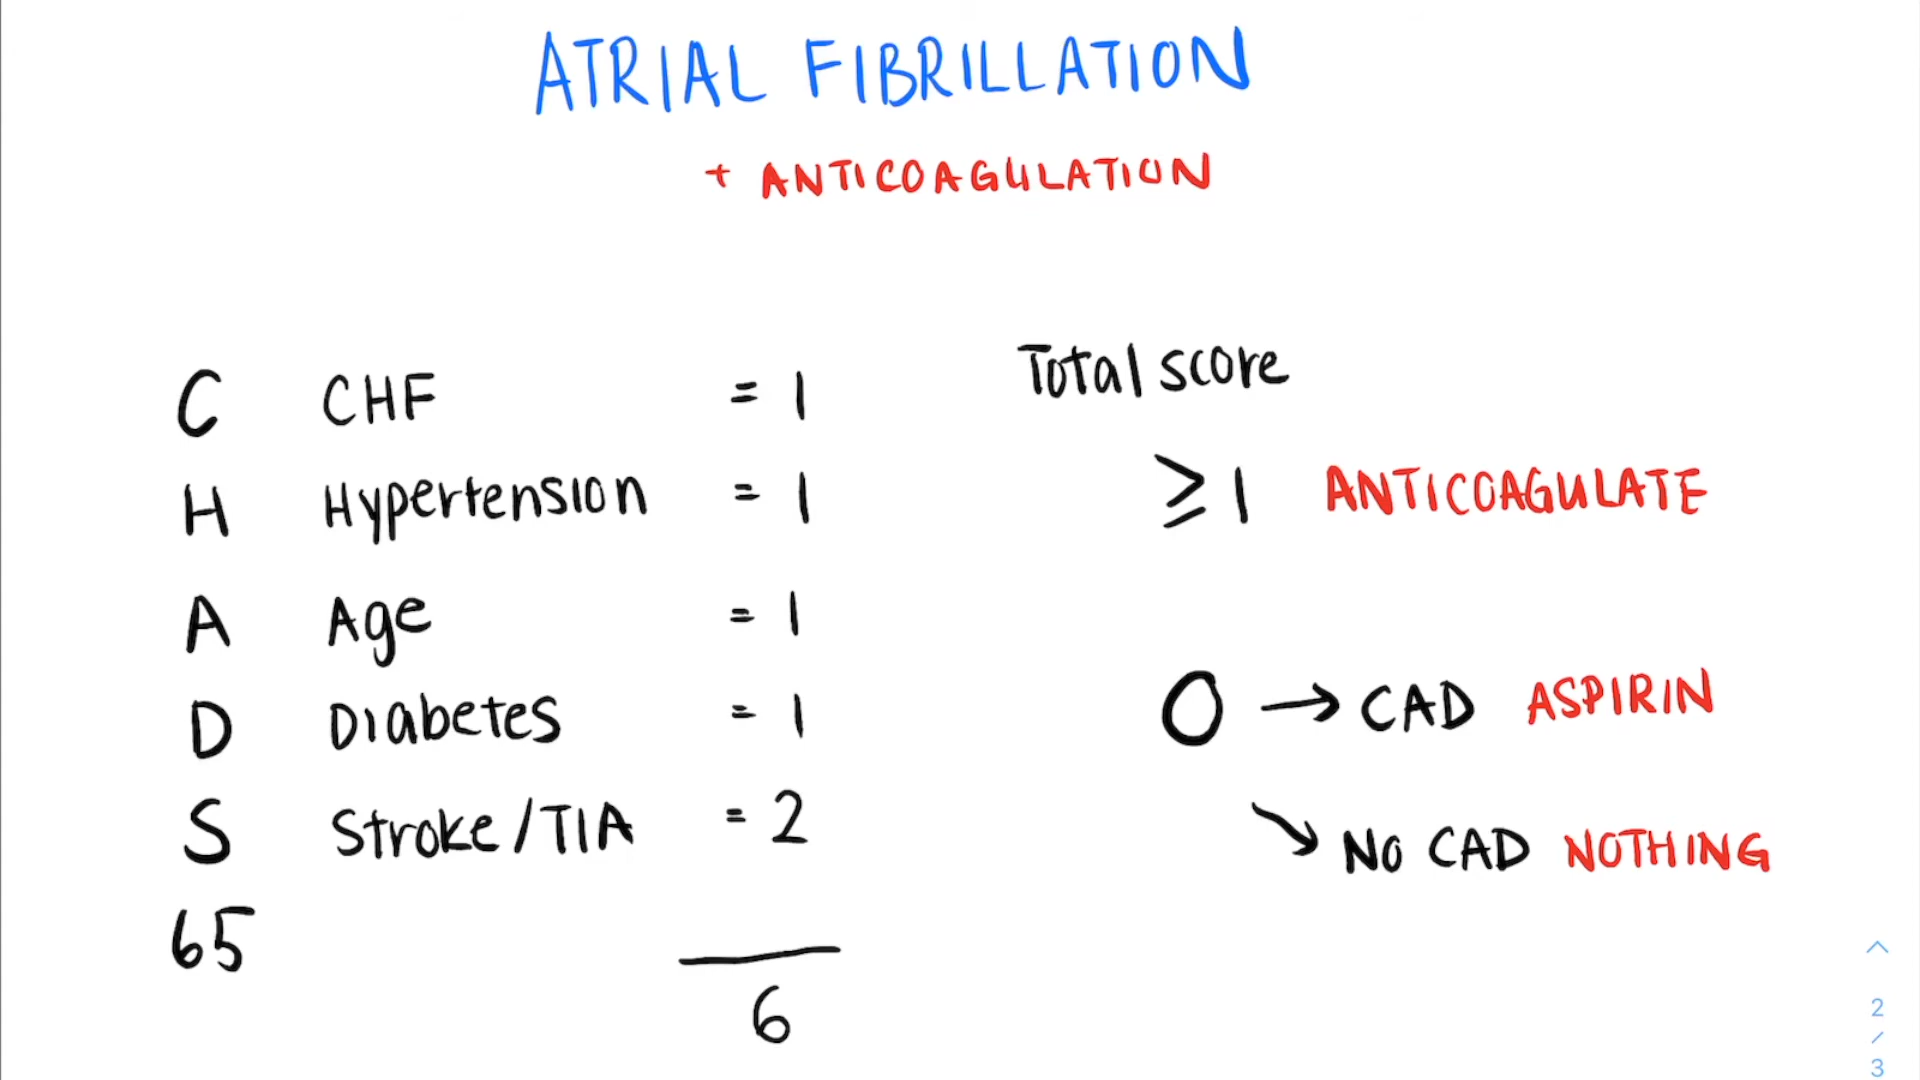 ATRIAL FIBRILLATION
+ ANTICOAGULATION
C CHF = 1
H Hypertension = 1
A Age = 1
D Diabetes = 1
S Stroke/TIA = 2
65
6
Total score
≥ 1 ANTICOAGULATE
0 → CAD ASPIRIN
↘ NO CAD NOTHING
2
/
3